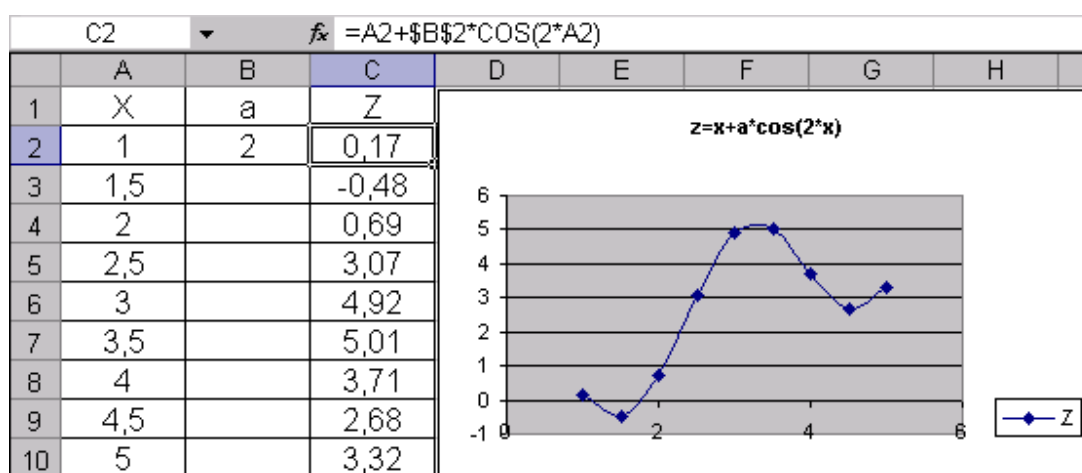 C2 fx =A2+$B$2*COS(2*A2)
A B C D E F G H
1 X a Z
2 1 2 0,17
3 1,5 -0,48
4 2 0,69
5 2,5 3,07
6 3 4,92
7 3,5 5,01
8 4 3,71
9 4,5 2,68
10 5 3,32
z=x+a*cos(2*x)
6
5
4
3
2
1
0
-1
0 2 4 6
Z